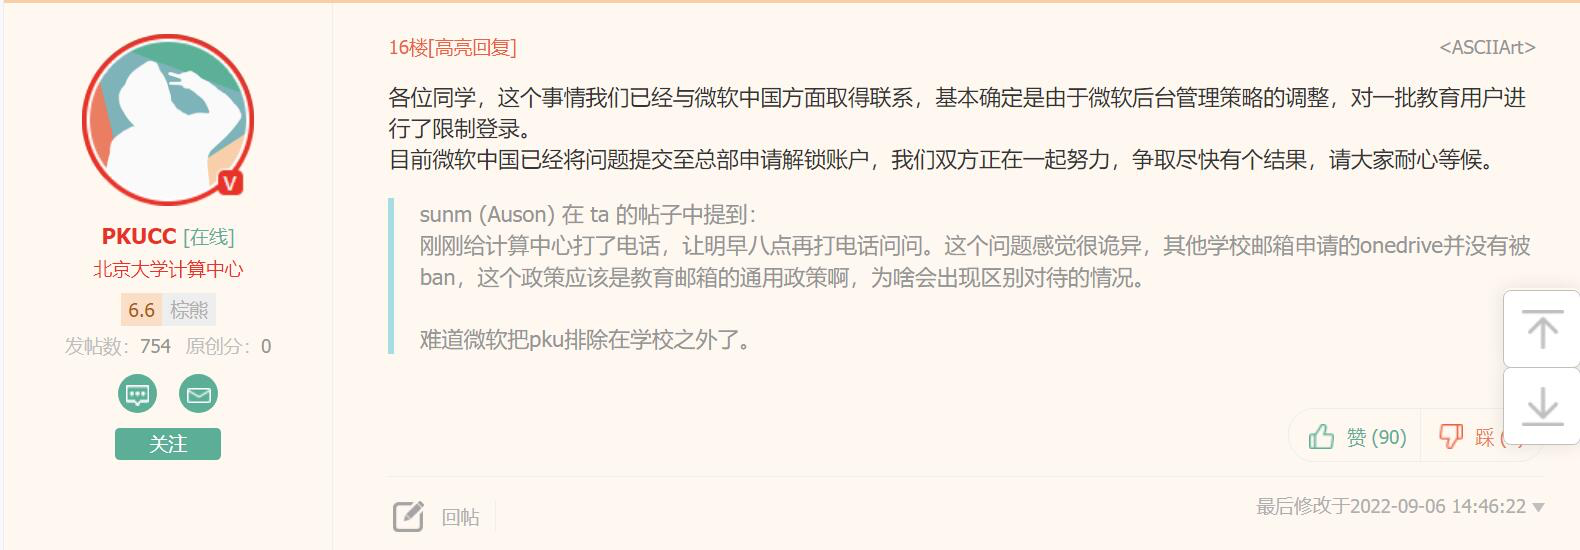 16楼[高亮回复]
<ASCIIArt>
各位同学，这个事情我们已经与微软中国方面取得联系，基本确定是由于微软后台管理策略的调整，对一批教育用户进
行了限制登录。
目前微软中国已经将问题提交至总部申请解锁账户，我们双方正在一起努力，争取尽快有个结果，请大家耐心等候。
sunm (Auson) 在 ta 的帖子中提到：
刚刚给计算中心打了电话，让明早八点再打电话问问。这个问题感觉很诡异，其他学校邮箱申请的onedrive并没有被
ban，这个政策应该是教育邮箱的通用政策啊，为啥会出现区别对待的情况。
难道微软把pku排除在学校之外了。
V
PKUCC [在线]
北京大学计算中心
6.6 棕熊
发帖数：754 原创分：0
关注
赞 (90)
踩
回帖
最后修改于2022-09-06 14:46:22